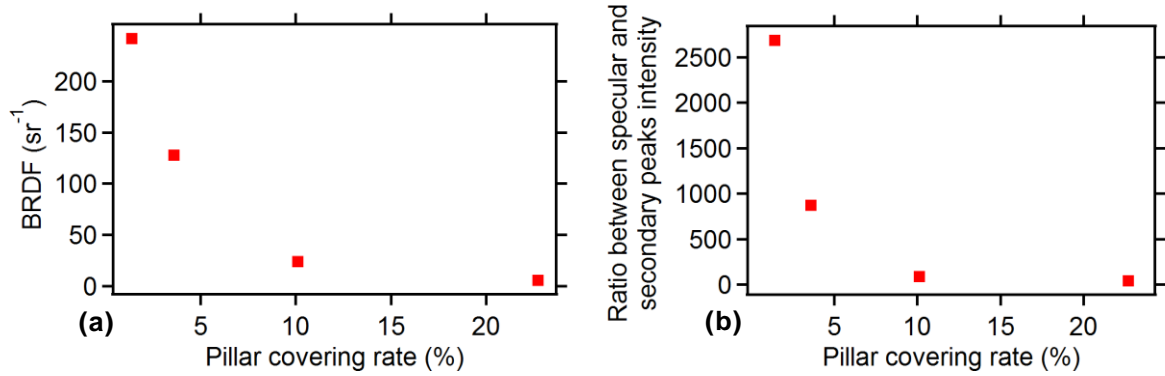 BRDF (sr⁻¹)
200
150
100
50
0
5 10 15 20
(a)
Pillar covering rate (%)
Ratio between specular and
secondary peaks intensity
2500
2000
1500
1000
500
0
5 10 15 20
(b)
Pillar covering rate (%)